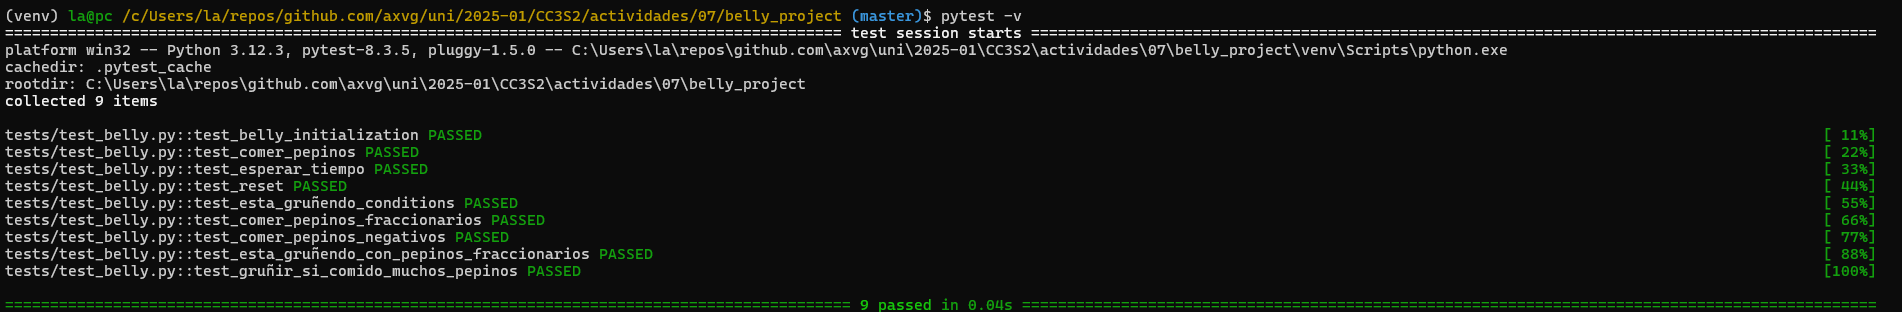 (venv) la@pc /c/Users/la/repos/github.com/axvg/uni/2025-01/CC3S2/actividades/07/belly_project (master)$ pytest -v
============================================================================================= test session starts ==============================================================================================
platform win32 -- Python 3.12.3, pytest-8.3.5, pluggy-1.5.0 -- C:\Users\la\repos\github.com\axvg\uni\2025-01\CC3S2\actividades\07\belly_project\venv\Scripts\python.exe
cachedir: .pytest_cache
rootdir: C:\Users\la\repos\github.com\axvg\uni\2025-01\CC3S2\actividades\07\belly_project
collected 9 items
tests/test_belly.py::test_belly_initialization PASSED [ 11%]
tests/test_belly.py::test_comer_pepinos PASSED [ 22%]
tests/test_belly.py::test_esperar_tiempo PASSED [ 33%]
tests/test_belly.py::test_reset PASSED [ 44%]
tests/test_belly.py::test_esta_gruñendo_conditions PASSED [ 55%]
tests/test_belly.py::test_comer_pepinos_fraccionarios PASSED [ 66%]
tests/test_belly.py::test_comer_pepinos_negativos PASSED [ 77%]
tests/test_belly.py::test_esta_gruñendo_con_pepinos_fraccionarios PASSED [ 88%]
tests/test_belly.py::test_gruñir_si_comido_muchos_pepinos PASSED [100%]
============================================================================================== 9 passed in 0.04s ===============================================================================================